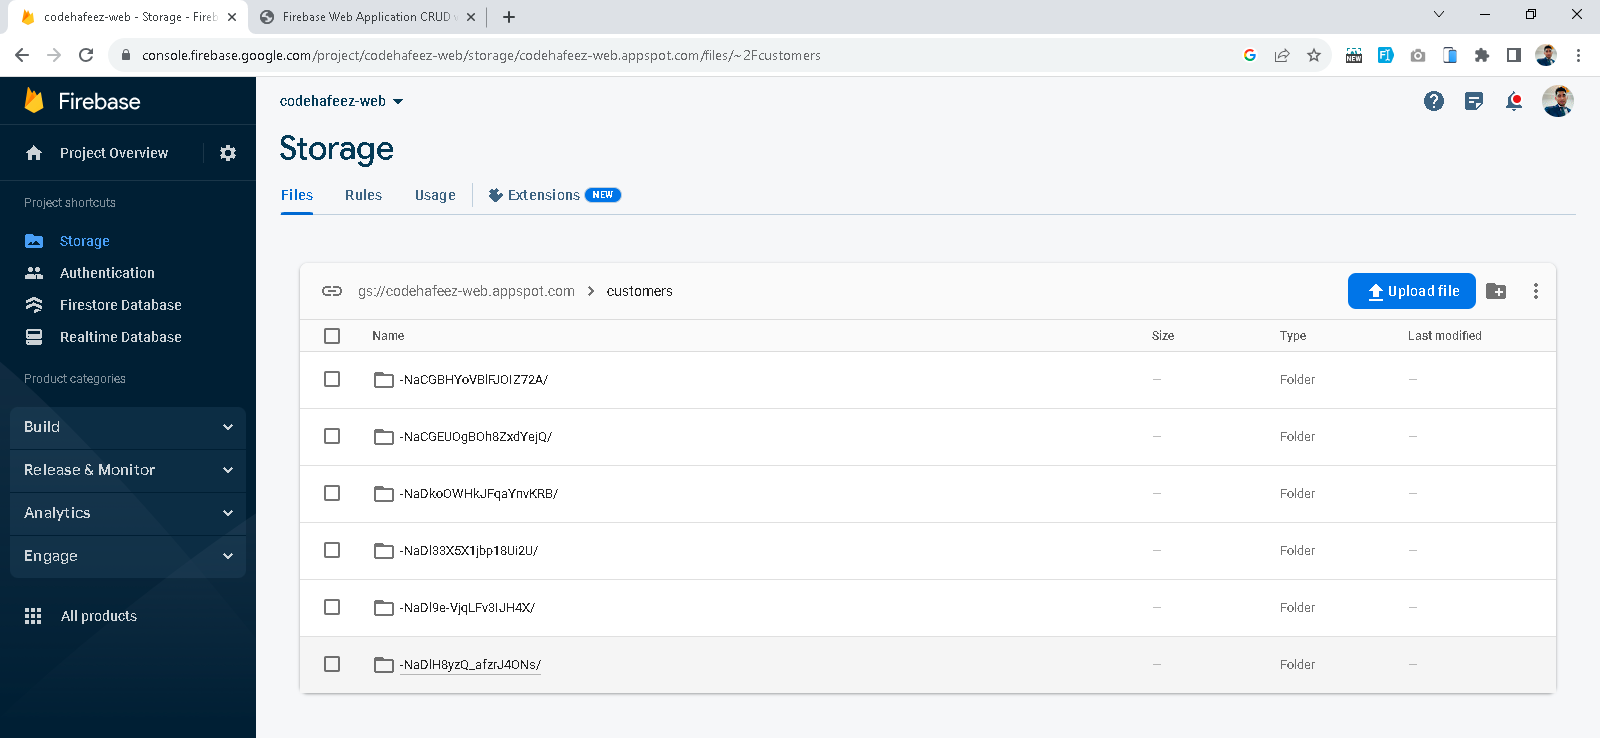 codehafeez-web - Storage - Fireb
Firebase Web Application CRUD
console.firebase.google.com/project/codehafeez-web/storage/codehafeez-web.appspot.com/files/~2Fcustomers
NEW
Firebase
codehafeez-web
Project Overview
Storage
Files Rules Usage Extensions NEW
Project shortcuts
Storage
Authentication
Firestore Database
Realtime Database
Product categories
Build
Release & Monitor
Analytics
Engage
All products
gs://codehafeez-web.appspot.com > customers
Upload file
Name Size Type Last modified
-NaCGBHYoVBlFJOIZ72A/ — Folder —
-NaCGEUOgBOh8ZxdYejQ/ — Folder —
-NaDkoOWHkJFqaYnvKRB/ — Folder —
-NaDl33X5X1jbp18Ui2U/ — Folder —
-NaDl9e-VjqLFv3IJH4X/ — Folder —
-NaDlH8yzQ_afzrJ4ONs/ — Folder —